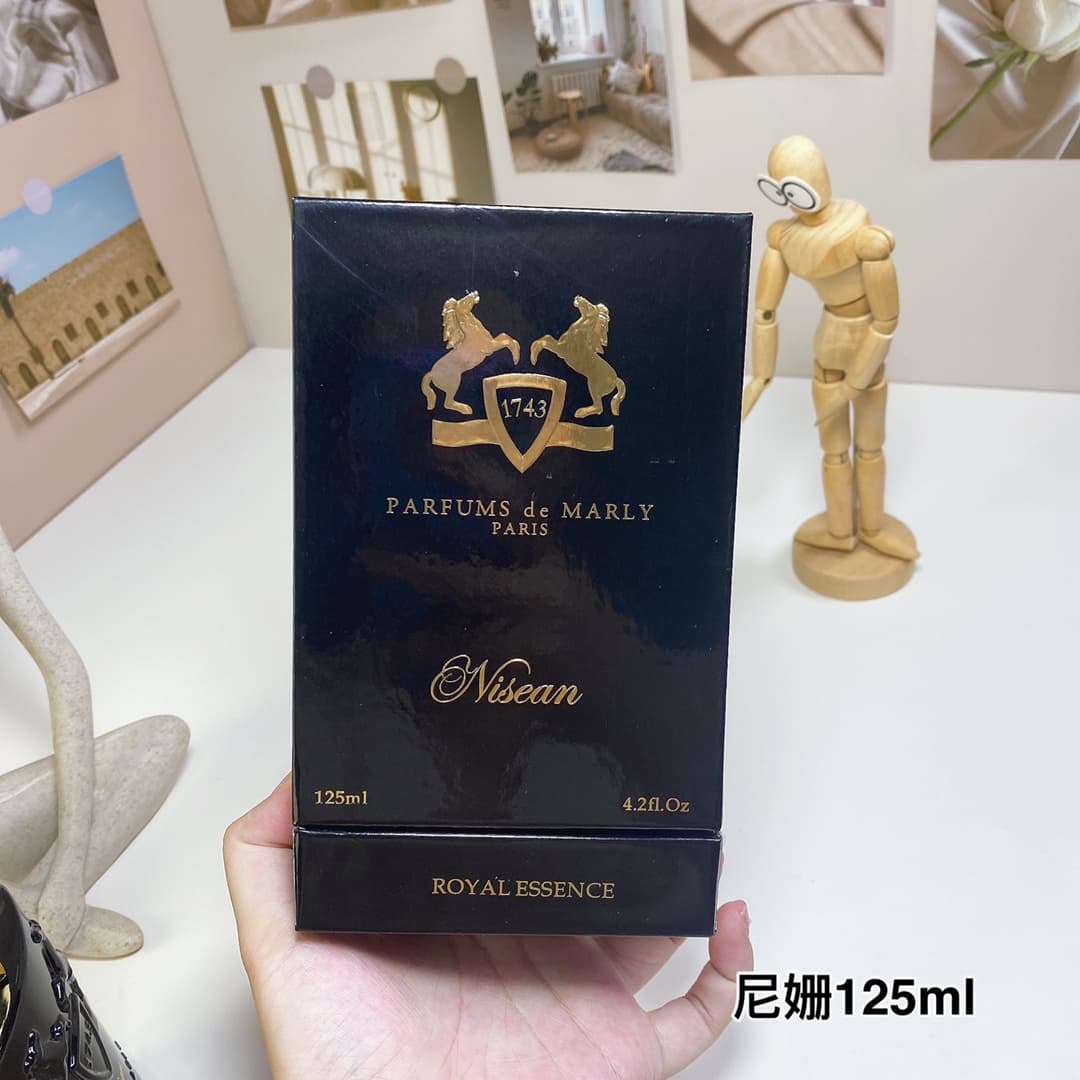 1743
PARFUMS de MARLY
PARIS
Nisean
125ml
4.2fl.Oz
ROYAL ESSENCE
尼姗125ml